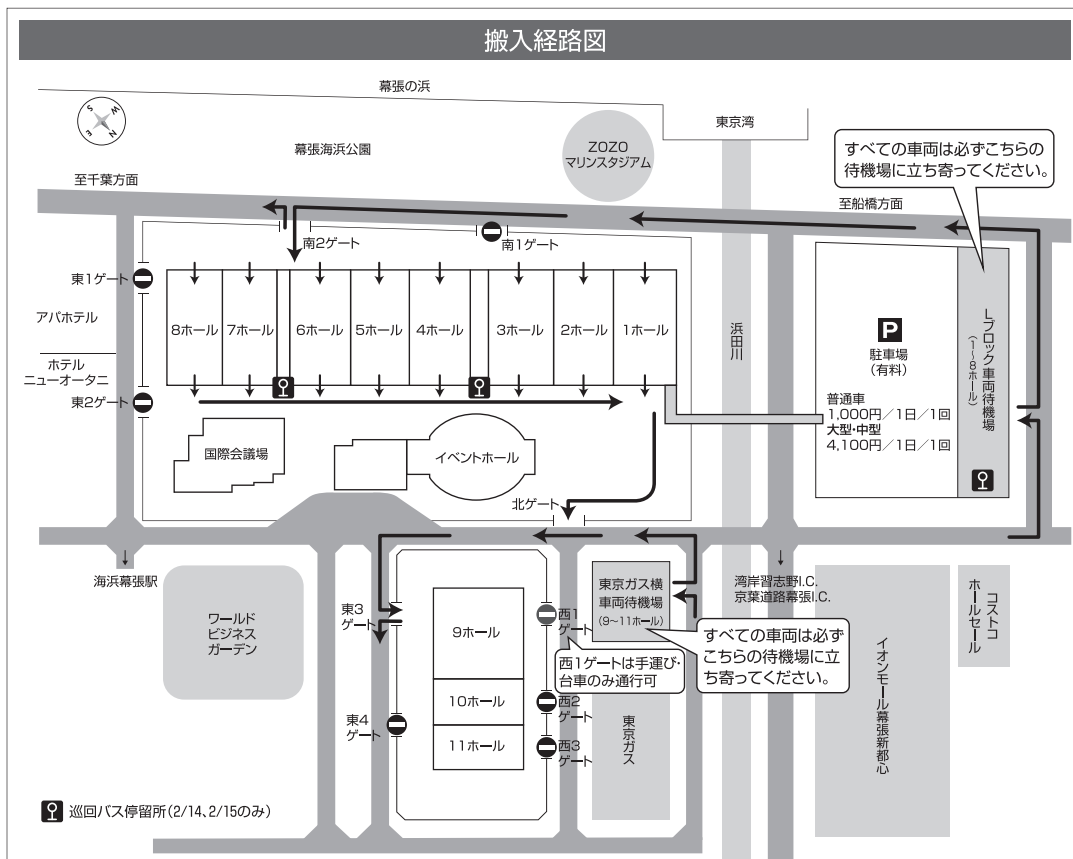 搬入経路図
幕張の浜
東京湾
S
W
E
N
幕張海浜公園
ZOZO
マリンスタジアム
すべての車両は必ずこちらの
待機場に立ち寄ってください。
至千葉方面
至船橋方面
南2ゲート
南1ゲート
東1ゲート
アパホテル
ホテル
ニューオータニ
東2ゲート
8ホール
7ホール
6ホール
5ホール
4ホール
3ホール
2ホール
1ホール
浜田川
P
駐車場
(有料)
普通車
1,000円/1日/1回
大型・中型
4,100円/1日/1回
Lブロック車両待機場
(1~8ホール)
国際会議場
イベントホール
北ゲート
海浜幕張駅
ワールド
ビジネス
ガーデン
東3
ゲート
東4
ゲート
9ホール
10ホール
11ホール
西1
ゲート
西1ゲートは手運び・
台車のみ通行可
西2
ゲート
西3
ゲート
東京ガス横
車両待機場
(9~11ホール)
すべての車両は必ず
こちらの待機場に立
ち寄ってください。
東京ガス
湾岸習志野I.C.
京葉道路幕張I.C.
イオンモール幕張新都心
コストコ
ホールセール
巡回バス停留所(2/14、2/15のみ)